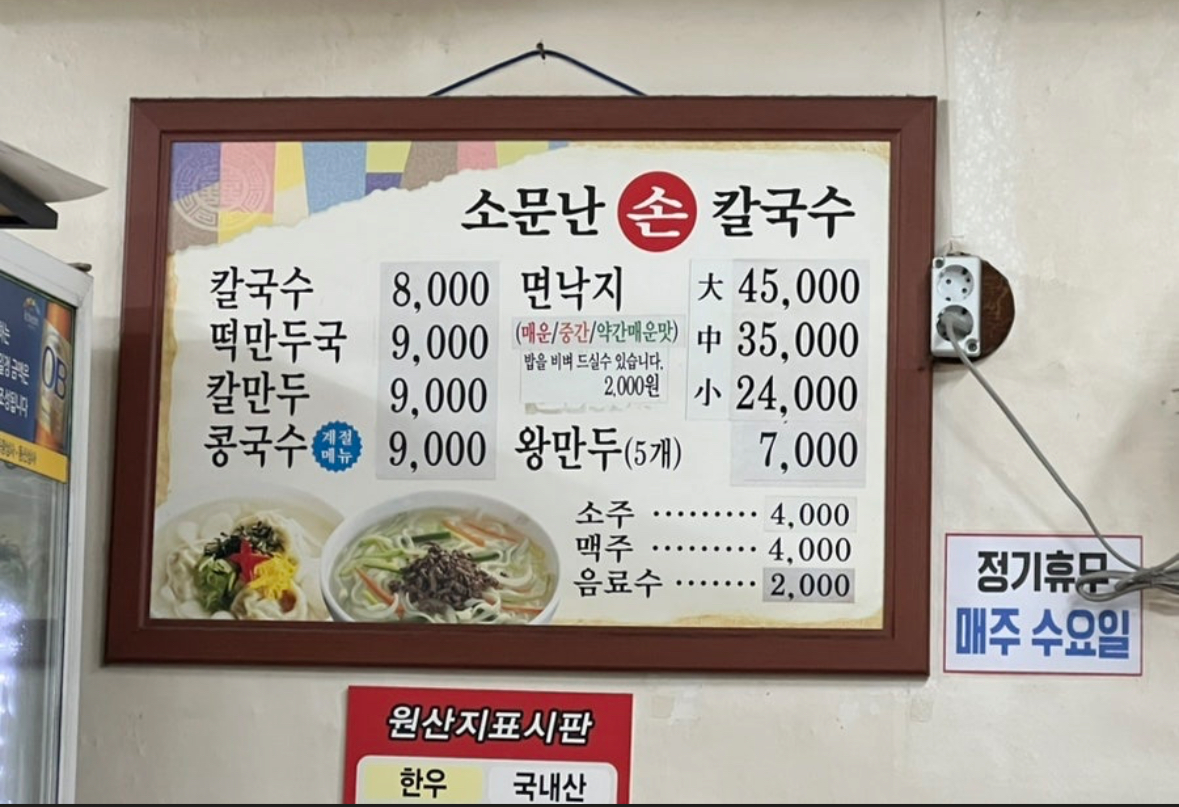 소문난 손 칼국수
칼국수 8,000
떡만두국 9,000
칼만두 9,000
콩국수 계절메뉴 9,000
면낙지 大 45,000
(매운/중간/약간매운맛) 中 35,000
밥을 비벼 드실수 있습니다.
2,000원
小 24,000
왕만두(5개) 7,000
소주 ········· 4,000
맥주 ········· 4,000
음료수 ······· 2,000
정기휴무
매주 수요일
원산지표시판
한우 국내산
OB